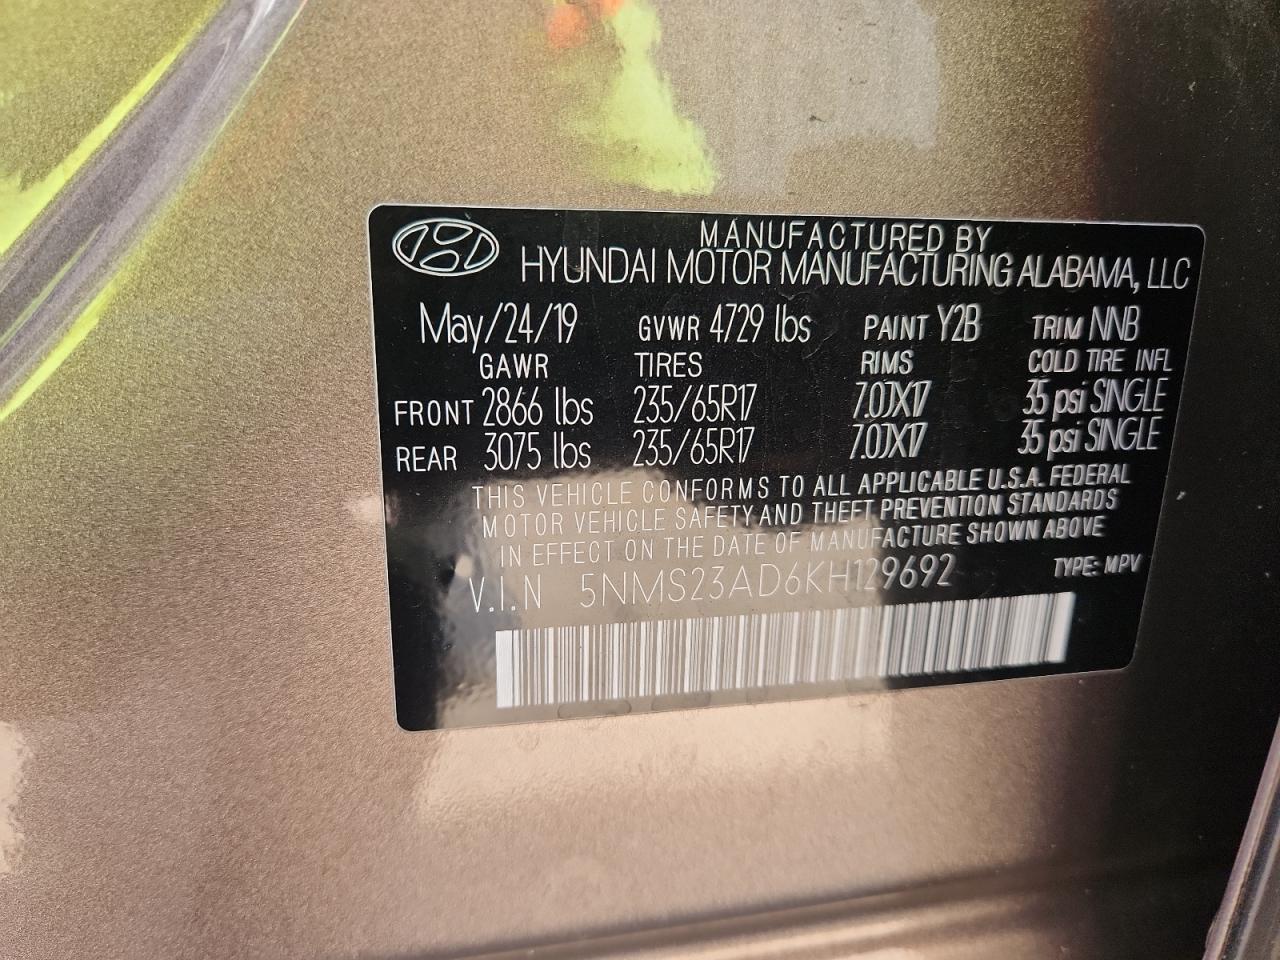 MANUFACTURED BY
HYUNDAI MOTOR MANUFACTURING ALABAMA, LLC
May/24/19 GVWR 4729 lbs PAINT Y2B TRIM NNB
GAWR TIRES RIMS COLD TIRE INFL
FRONT 2866 lbs 235/65R17 7.0JX17 35 psi SINGLE
REAR 3075 lbs 235/65R17 7.0JX17 35 psi SINGLE
THIS VEHICLE CONFORMS TO ALL APPLICABLE U.S.A. FEDERAL
MOTOR VEHICLE SAFETY AND THEFT PREVENTION STANDARDS
IN EFFECT ON THE DATE OF MANUFACTURE SHOWN ABOVE
V.I.N 5NMS23AD6KH129692 TYPE: MPV